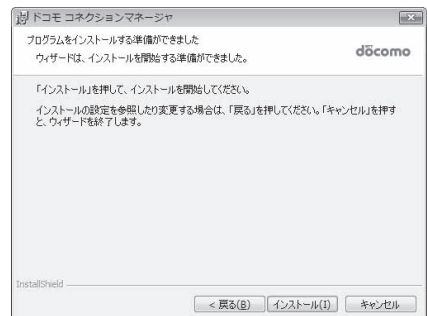 ドコモ コネクションマネージャ
プログラムをインストールする準備ができました
ウィザードは、インストールを開始する準備ができました。
döcomo
「インストール」を押して、インストールを開始してください。
インストールの設定を参照したり変更する場合は、「戻る」を押してください。「キャンセル」を押す
と、ウィザードを終了します。
InstallShield
< 戻る(B)
インストール(I)
キャンセル